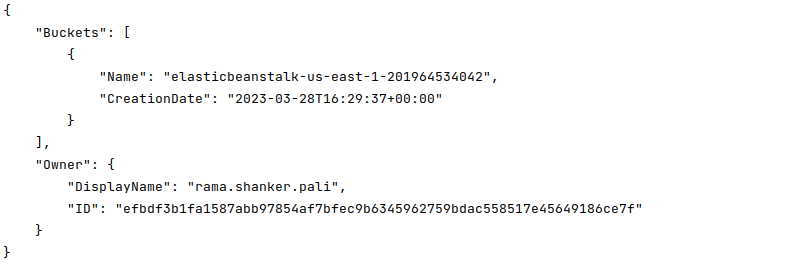 {
    "Buckets": [
        {
            "Name": "elasticbeanstalk-us-east-1-201964534042",
            "CreationDate": "2023-03-28T16:29:37+00:00"
        }
    ],
    "Owner": {
        "DisplayName": "rama.shanker.pali",
        "ID": "efbdf3b1fa1587abb97854af7bfec9b6345962759bdac558517e45649186ce7f"
    }
}